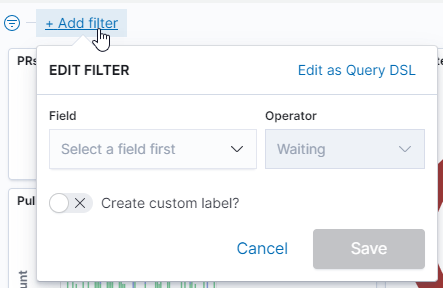 + Add filter
PRs
EDIT FILTER
Edit as Query DSL
Field
Operator
Select a field first
Waiting
Create custom label?
Pul
Cancel
Save